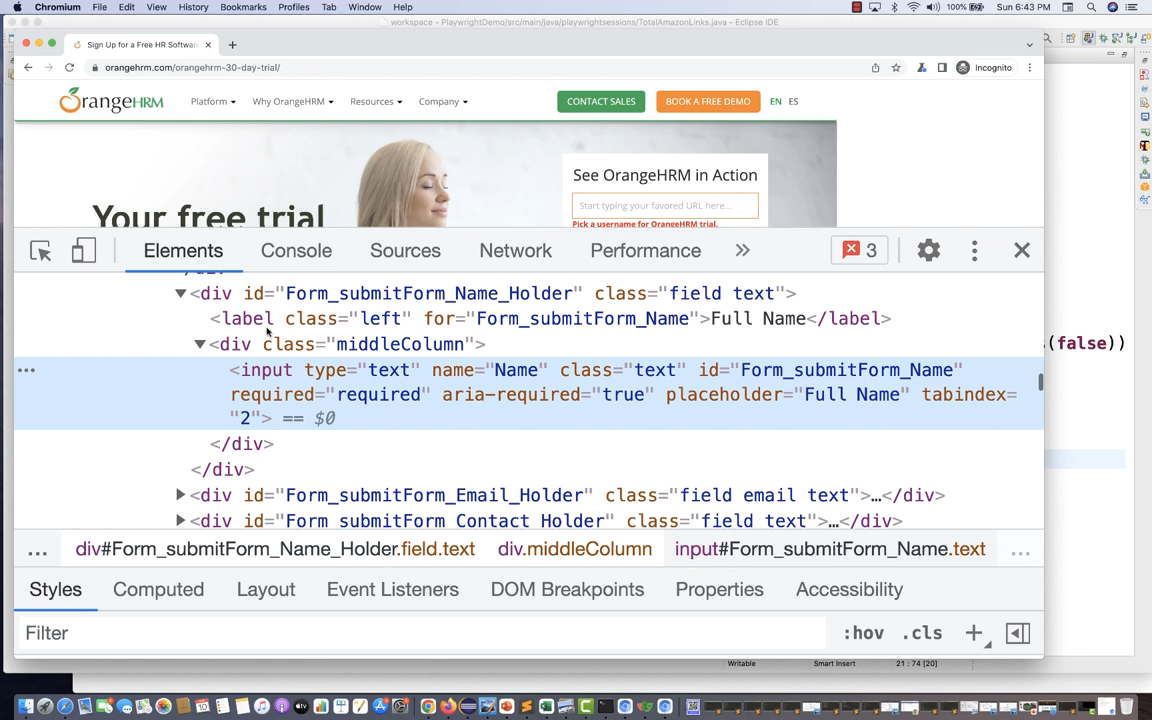 Chromium File Edit View History Bookmarks Profiles Tab Window Help 100% Sun 6:43 PM
workspace - PlaywrightDemo/src/main/java/playwrightsessions/TotalAmazonLinks.java - Eclipse IDE
Sign Up for a Free HR Software
orangehrm.com/orangehrm-30-day-trial/ Incognito
OrangeHRM Platform Why OrangeHRM Resources Company CONTACT SALES BOOK A FREE DEMO EN ES
See OrangeHRM in Action
Start typing your favored URL here...
Your free trial
Pick a username for OrangeHRM trial.
Elements Console Sources Network Performance 3
<div id="Form_submitForm_Name_Holder" class="field text">
<label class="left" for="Form_submitForm_Name">Full Name</label>
<div class="middleColumn">
s(false))
<input type="text" name="Name" class="text" id="Form_submitForm_Name"
required="required" aria-required="true" placeholder="Full Name" tabindex=
"2"> == $0
</div>
</div>
<div id="Form_submitForm_Email_Holder" class="field email text">…</div>
<div id="Form_submitForm_Contact_Holder" class="field text">…</div>
... div#Form_submitForm_Name_Holder.field.text div.middleColumn input#Form_submitForm_Name.text ...
Styles Computed Layout Event Listeners DOM Breakpoints Properties Accessibility
Filter :hov .cls
Writable Smart Insert 21 : 74 [20]